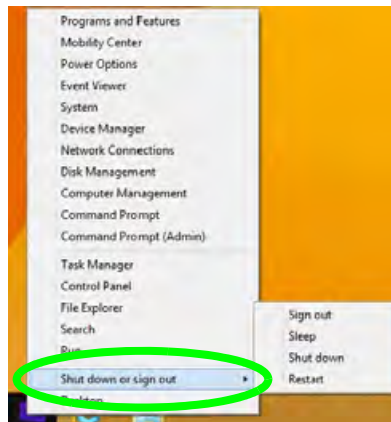 Programs and Features
Mobility Center
Power Options
Event Viewer
System
Device Manager
Network Connections
Disk Management
Computer Management
Command Prompt
Command Prompt (Admin)
Task Manager
Control Panel
File Explorer
Search
Run
Shut down or sign out
Desktop
Sign out
Sleep
Shut down
Restart